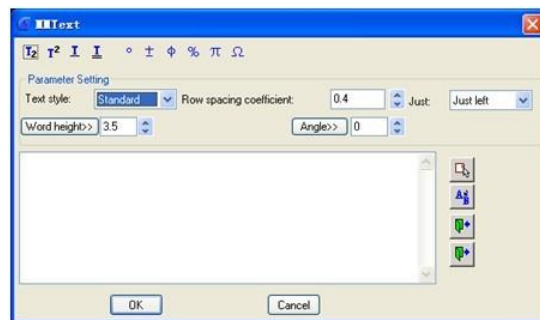 MMText
T₂ T² I I ° ± ϕ % π Ω
Parameter Setting
Text style: Standard Row spacing coefficient: 0.4 Just: Just left
Word height>> 3.5 Angle>> 0
OK Cancel